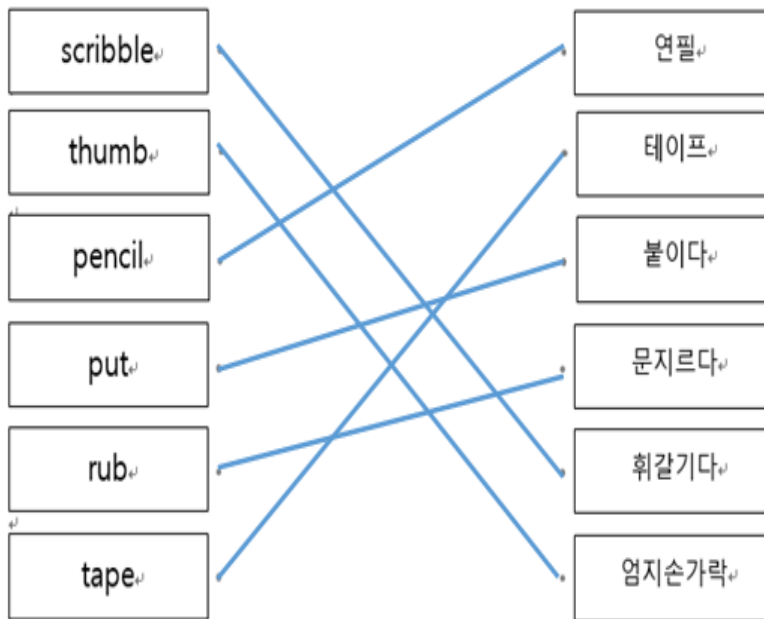 scribble 연필
thumb 테이프
pencil 붙이다
put 문지르다
rub 휘갈기다
tape 엄지손가락